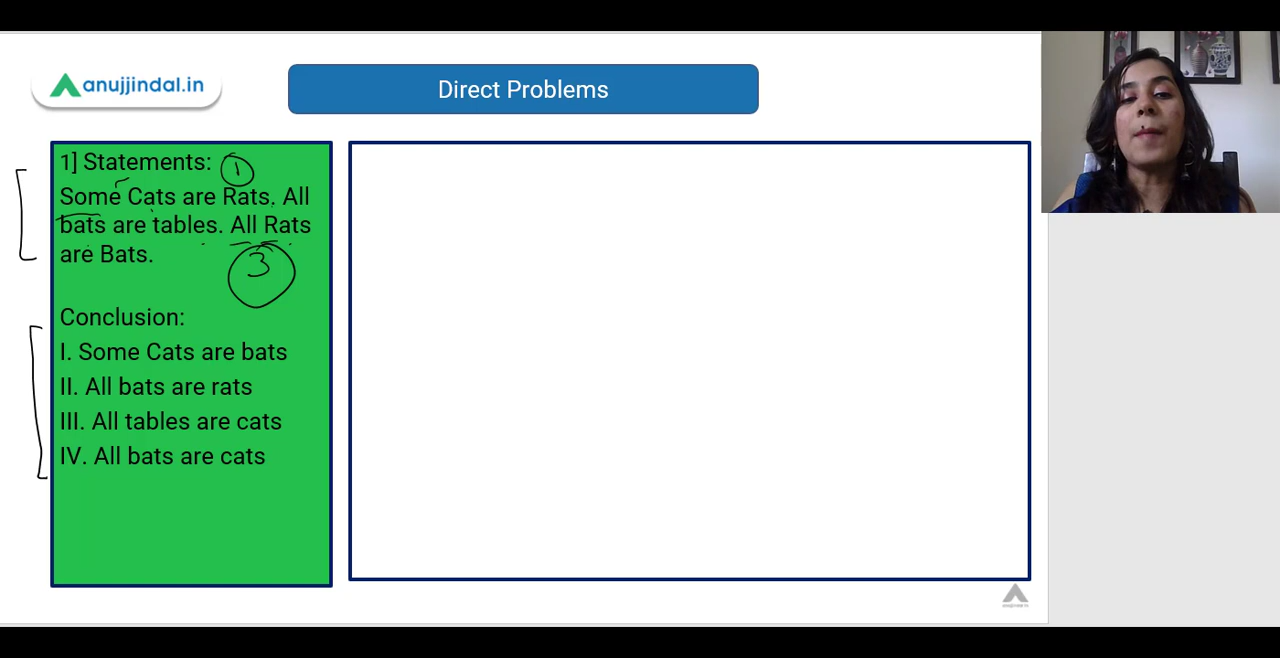 anujjindal.in
Direct Problems
1] Statements: 1
Some Cats are Rats. All
bats are tables. All Rats
are Bats.
3
Conclusion:
I. Some Cats are bats
II. All bats are rats
III. All tables are cats
IV. All bats are cats